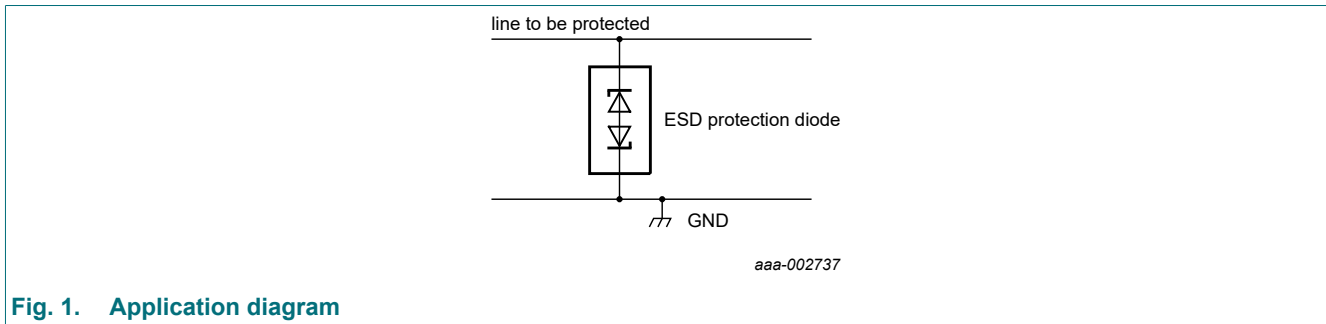 line to be protected
ESD protection diode
GND
aaa-002737
Fig. 1. Application diagram